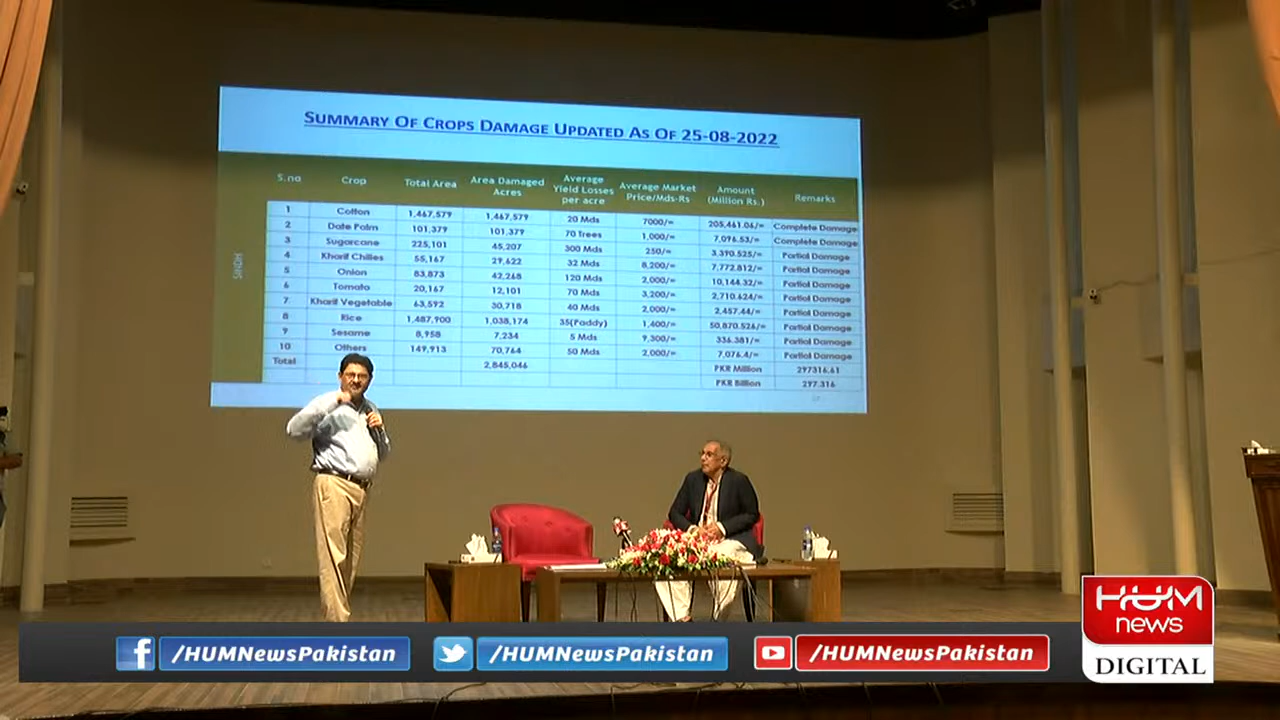 SUMMARY OF CROPS DAMAGE UPDATED AS OF 25-08-2022
S.no Crop Total Area Area Damaged Acres Average Yield Losses per acre Average Market Price/Mds-Rs Amount (Million Rs.) Remarks
SINDH
1 Cotton 1,467,579 1,467,579 20 Mds 7000/= 205,461.06/= Complete Damage
2 Date Palm 101,379 101,379 70 Trees 1,000/= 7,096.53/= Complete Damage
3 Sugarcane 225,101 45,207 300 Mds 250/= 3,390.525/= Partial Damage
4 Kharif Chilies 55,167 29,622 32 Mds 8,200/= 7,772.812/= Partial Damage
5 Onion 83,873 42,268 120 Mds 2,000/= 10,144.32/= Partial Damage
6 Tomato 20,167 12,101 70 Mds 3,200/= 2,710.624/= Partial Damage
7 Kharif Vegetable 63,592 30,718 40 Mds 2,000/= 2,457.44/= Partial Damage
8 Rice 1,487,900 1,038,174 35(Paddy) 1,400/= 50,870.526/= Partial Damage
9 Sesame 8,958 7,234 5 Mds 9,300/= 336.381/= Partial Damage
10 Others 149,913 70,764 50 Mds 2,000/= 7,076.4/= Partial Damage
Total 2,845,046 PKR Million 297316.61
PKR Billion 297.316
/HUMNewsPakistan /HUMNewsPakistan /HUMNewsPakistan
HUM
news
DIGITAL